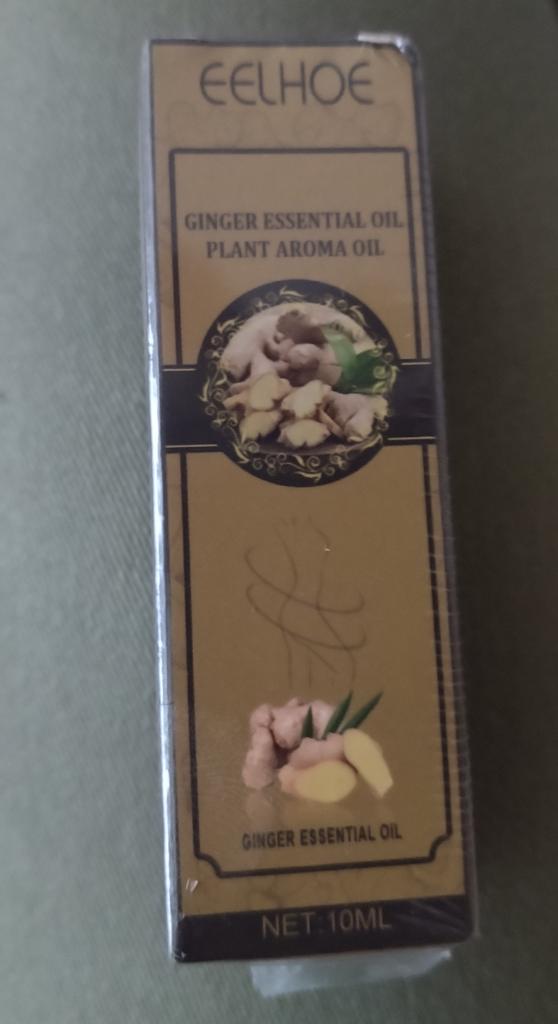 EELHOE
GINGER ESSENTIAL OIL
PLANT AROMA OIL
GINGER ESSENTIAL OIL
NET:10ML